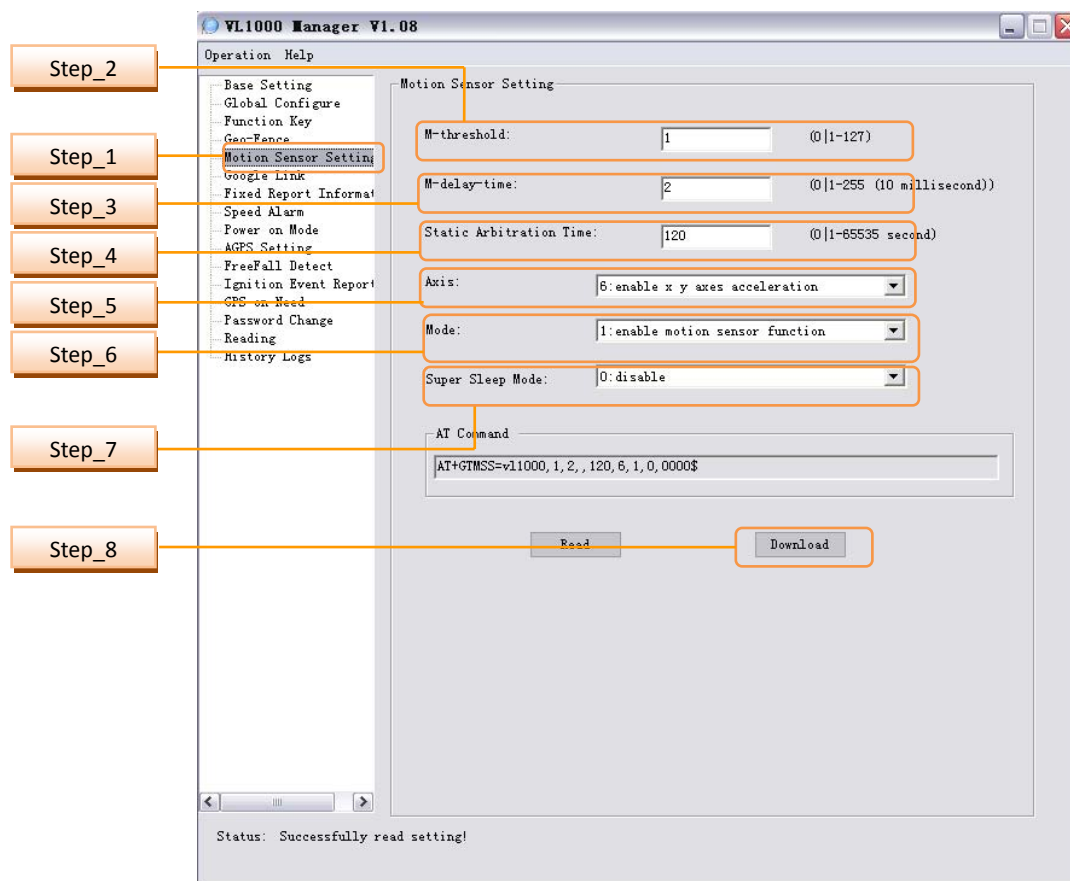 VL1000 Manager V1.08
Operation Help
Step_2
Step_1
Step_3
Step_4
Step_5
Step_6
Step_7
Step_8
Base Setting
Global Configure
Function Key
Geo-Fence
Motion Sensor Setting
Google Link
Fixed Report Informat
Speed Alarm
Power on Mode
AGPS Setting
FreeFall Detect
Ignition Event Report
GPS on Need
Password Change
Reading
History Logs
Motion Sensor Setting
M-threshold: 1 (0|1-127)
M-delay-time: 2 (0|1-255 (10 millisecond))
Static Arbitration Time: 120 (0|1-65535 second)
Axis: 6:enable x y axes acceleration
Mode: 1:enable motion sensor function
Super Sleep Mode: 0:disable
AT Command
AT+GTMSS=vl1000,1,2,,120,6,1,0,0000$
Read Download
Status: Successfully read setting!